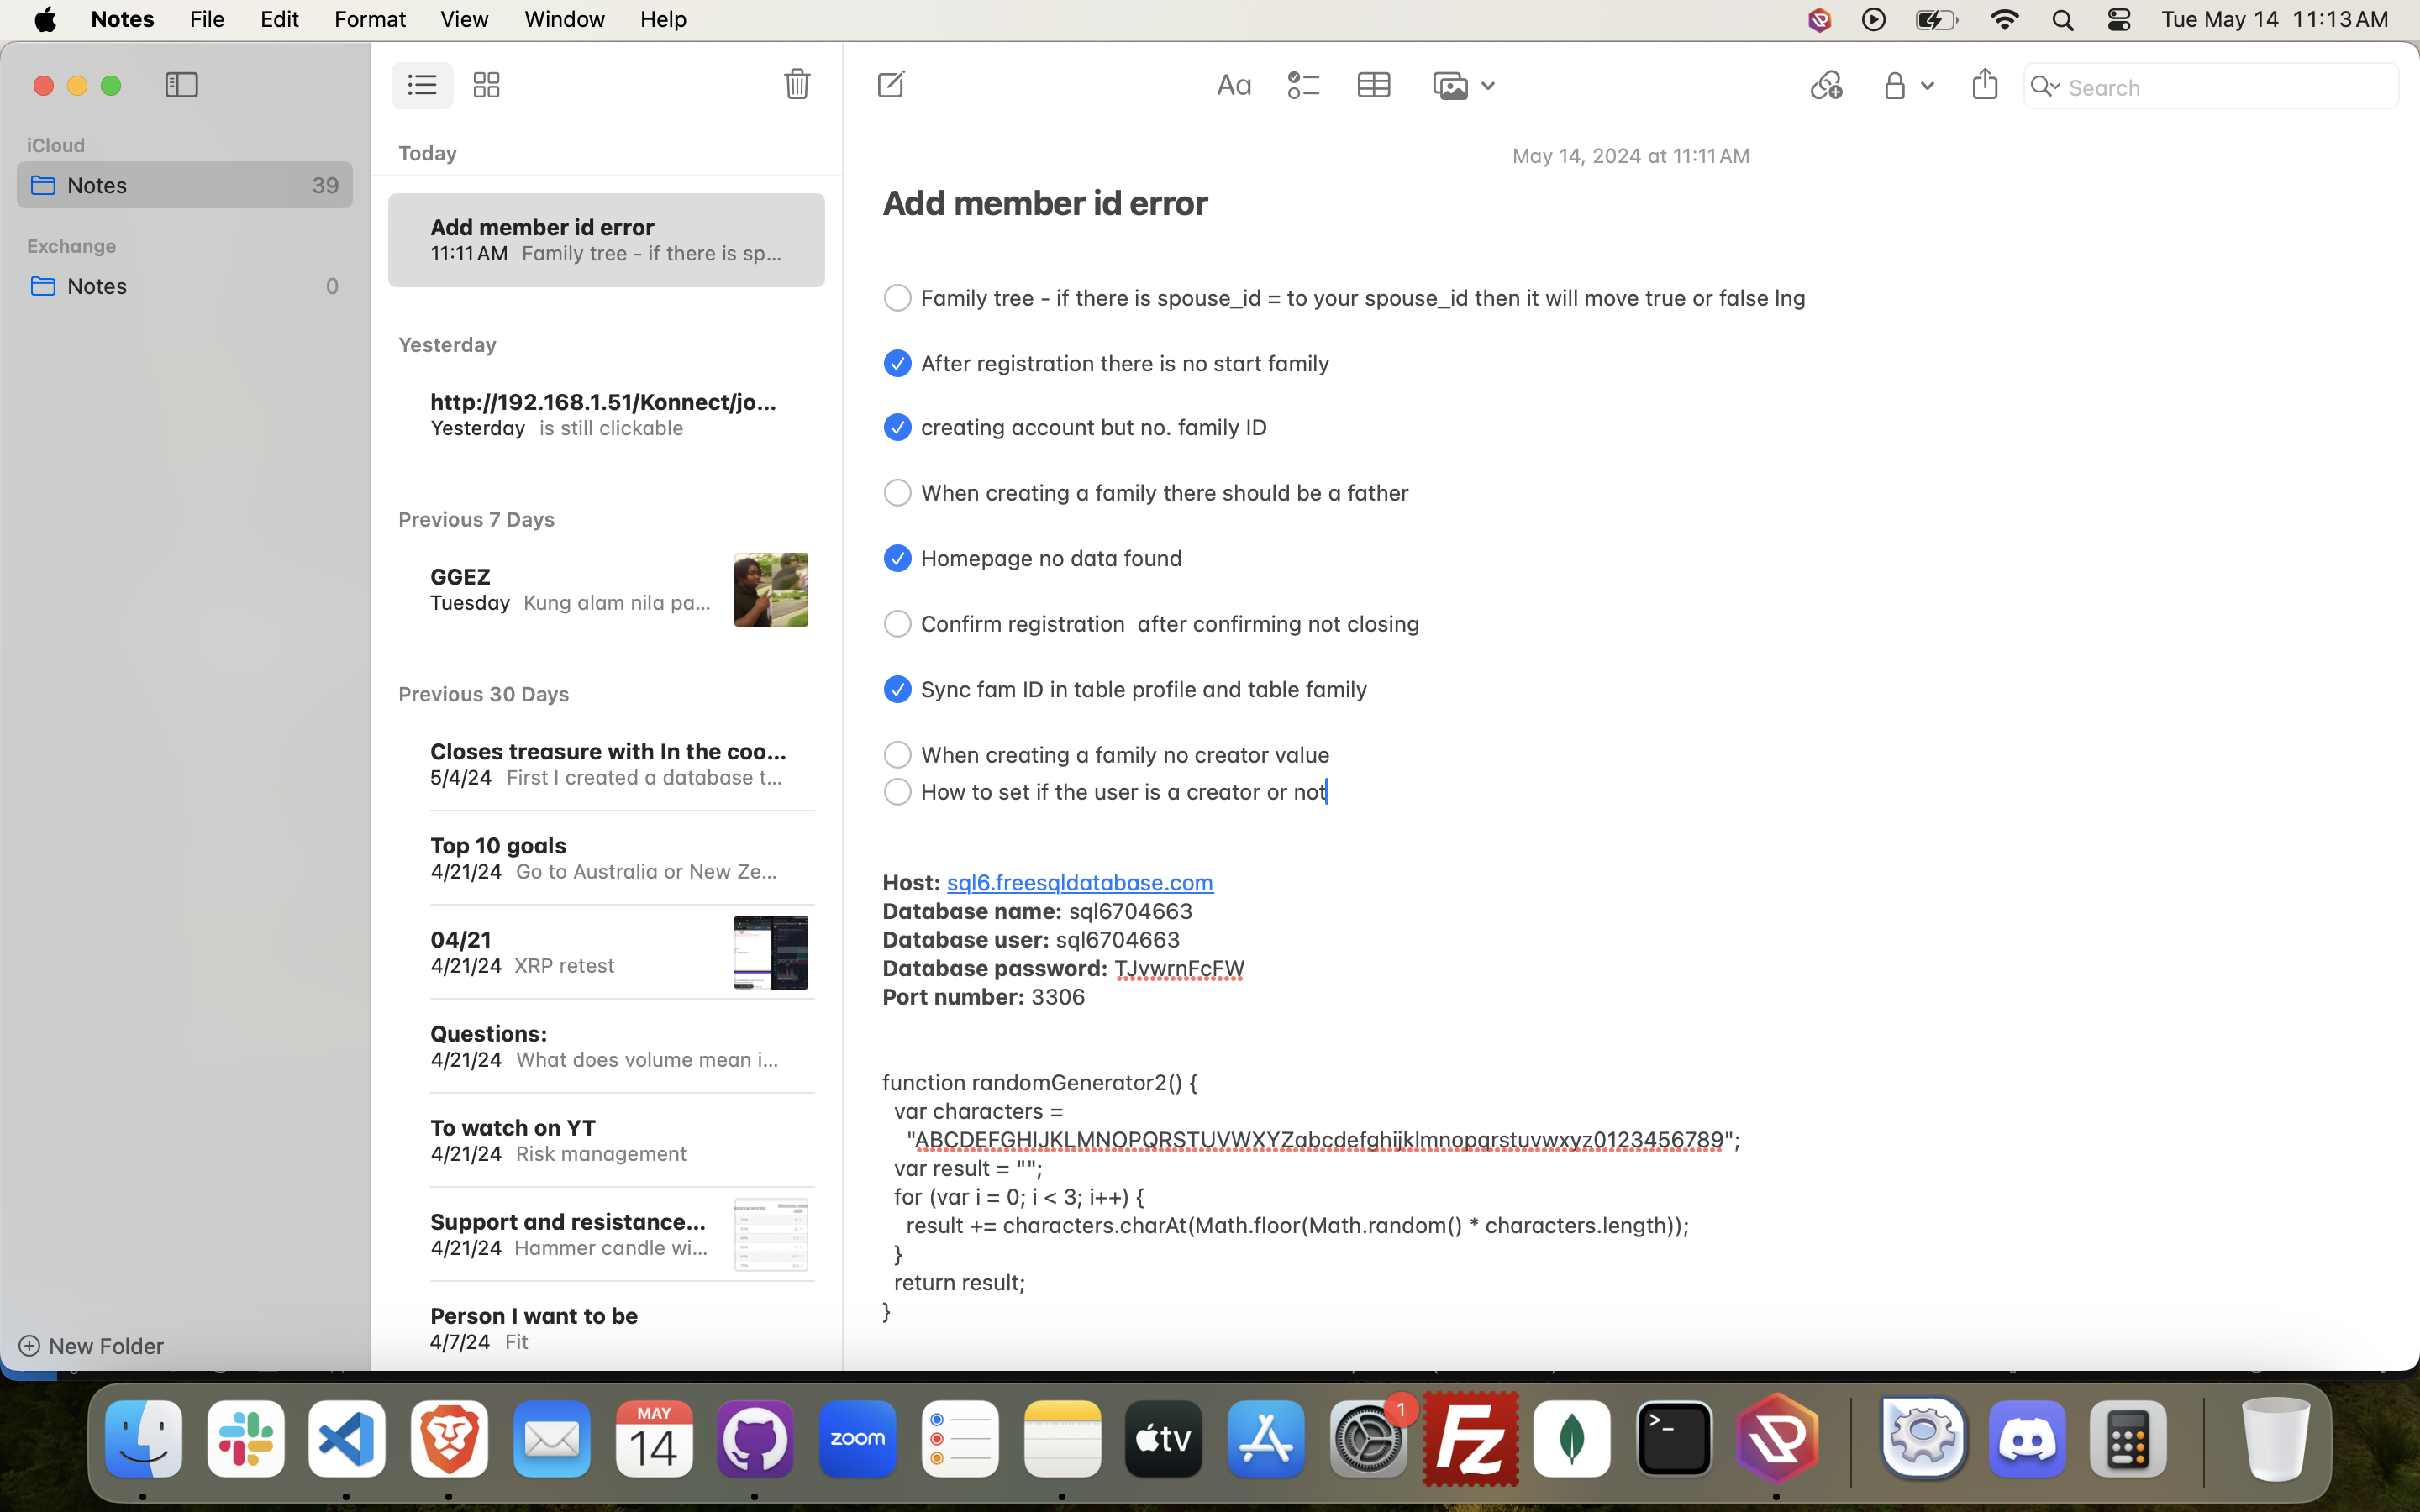 Notes File Edit Format View Window Help Tue May 14 11:13 AM
iCloud
Notes 39
Exchange
Notes 0
New Folder
Today
Add member id error
11:11 AM Family tree - if there is sp...
Yesterday
http://192.168.1.51/Konnect/jo...
Yesterday is still clickable
Previous 7 Days
GGEZ
Tuesday Kung alam nila pa...
Previous 30 Days
Closes treasure with In the coo...
5/4/24 First I created a database t...
Top 10 goals
4/21/24 Go to Australia or New Ze...
04/21
4/21/24 XRP retest
Questions:
4/21/24 What does volume mean i...
To watch on YT
4/21/24 Risk management
Support and resistance...
4/21/24 Hammer candle wi...
Person I want to be
4/7/24 Fit
Aa
Search
May 14, 2024 at 11:11 AM
Add member id error
Family tree - if there is spouse_id = to your spouse_id then it will move true or false lng
After registration there is no start family
creating account but no. family ID
When creating a family there should be a father
Homepage no data found
Confirm registration  after confirming not closing
Sync fam ID in table profile and table family
When creating a family no creator value
How to set if the user is a creator or not
Host: sql6.freesqldatabase.com
Database name: sql6704663
Database user: sql6704663
Database password: TJvwrnFcFW
Port number: 3306
function randomGenerator2() {
var characters =
"ABCDEFGHIJKLMNOPQRSTUVWXYZabcdefghijklmnopqrstuvwxyz0123456789";
var result = "";
for (var i = 0; i < 3; i++) {
result += characters.charAt(Math.floor(Math.random() * characters.length));
}
return result;
}
MAY
14
zoom
tv
1
Fz
>_